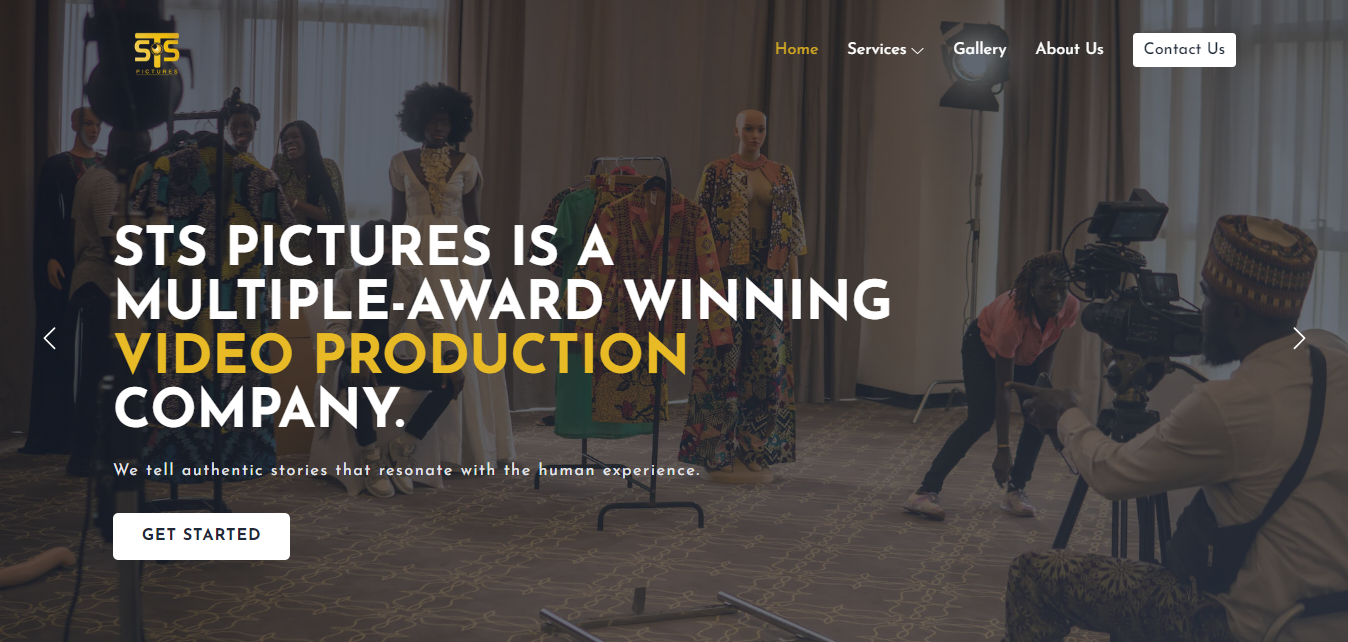 STS
PICTURES
Home
Services
Gallery
About Us
Contact Us
STS PICTURES IS A
MULTIPLE-AWARD WINNING
VIDEO PRODUCTION
COMPANY.
We tell authentic stories that resonate with the human experience.
GET STARTED